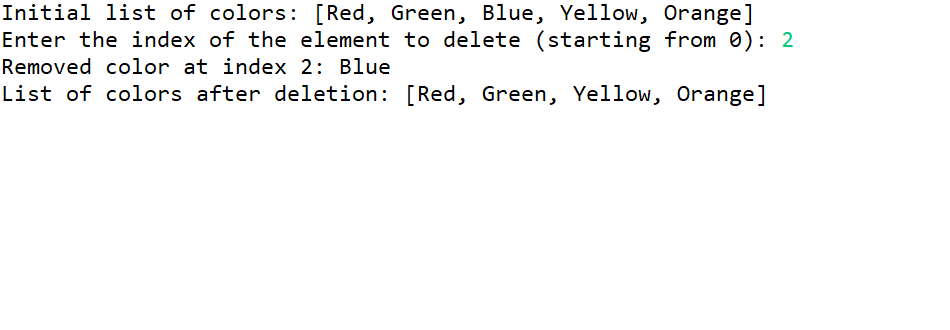 Initial list of colors: [Red, Green, Blue, Yellow, Orange]
Enter the index of the element to delete (starting from 0): 2
Removed color at index 2: Blue
List of colors after deletion: [Red, Green, Yellow, Orange]